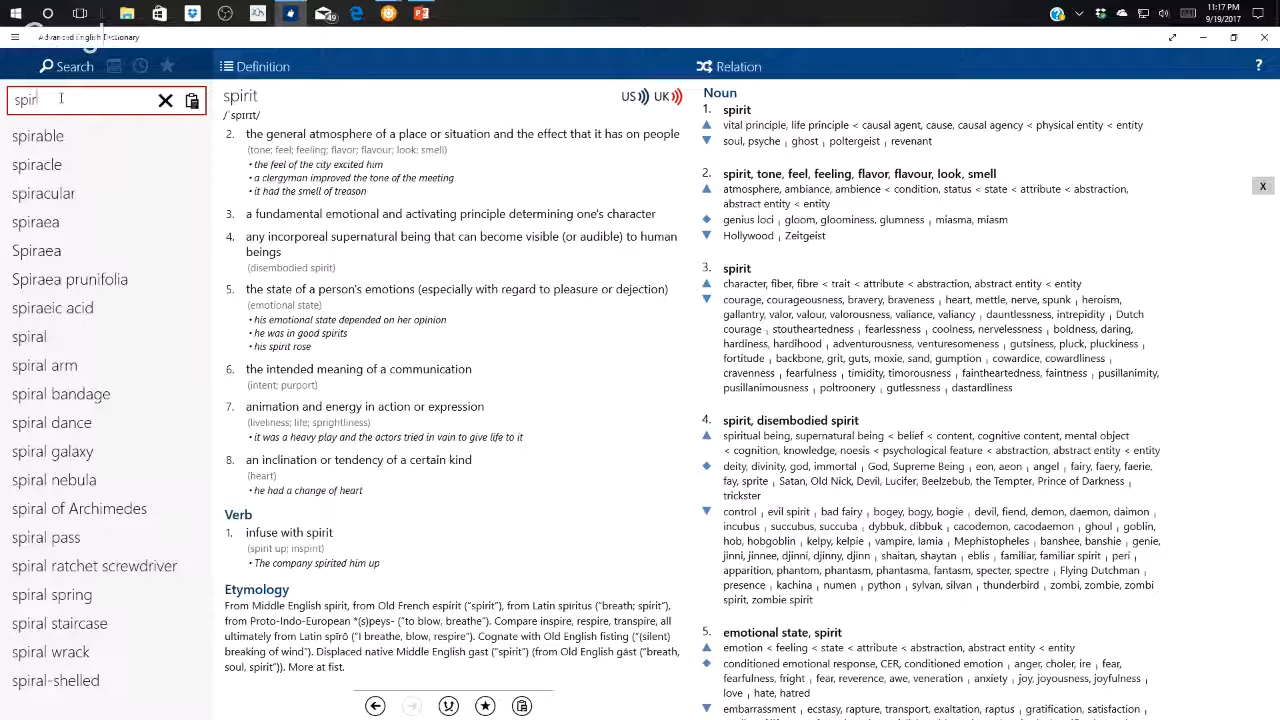 11:17 PM
9/19/2017
49
Advanced English Dictionary
Search
Definition
Relation
?
spir
spirable
spiracle
spiracular
spiraea
Spiraea
Spiraea prunifolia
spiraeic acid
spiral
spiral arm
spiral bandage
spiral dance
spiral galaxy
spiral nebula
spiral of Archimedes
spiral pass
spiral ratchet screwdriver
spiral spring
spiral staircase
spiral wrack
spiral-shelled
spirit
US UK
/ˈspɪrɪt/
2. the general atmosphere of a place or situation and the effect that it has on people
(tone; feel; feeling; flavor; flavour; look; smell)
• the feel of the city excited him
• a clergyman improved the tone of the meeting
• it had the smell of treason
3. a fundamental emotional and activating principle determining one's character
4. any incorporeal supernatural being that can become visible (or audible) to human
beings
(disembodied spirit)
5. the state of a person's emotions (especially with regard to pleasure or dejection)
(emotional state)
• his emotional state depended on her opinion
• he was in good spirits
• his spirit rose
6. the intended meaning of a communication
(intent; purport)
7. animation and energy in action or expression
(liveliness; life; sprightliness)
• it was a heavy play and the actors tried in vain to give life to it
8. an inclination or tendency of a certain kind
(heart)
• he had a change of heart
Verb
1. infuse with spirit
(spirit up; inspirit)
• The company spirited him up
Etymology
From Middle English spirit, from Old French espirit (“spirit”), from Latin spīritus (“breath; spirit”),
from Proto-Indo-European *(s)peys- (“to blow, breathe”). Compare inspire, respire, transpire, all
ultimately from Latin spīrō (“I breathe, blow, respire”). Cognate with Old English fisting (“(silent)
breaking of wind”). Displaced native Middle English gast (“spirit”) (from Old English gāst (“breath,
soul, spirit”)). More at fist.
Noun
1. spirit
vital principle, life principle < causal agent, cause, causal agency < physical entity < entity
soul, psyche ¦ ghost ¦ poltergeist ¦ revenant
2. spirit, tone, feel, feeling, flavor, flavour, look, smell
atmosphere, ambiance, ambience < condition, status < state < attribute < abstraction,
abstract entity < entity
genius loci ¦ gloom, gloominess, glumness ¦ miasma, miasm
Hollywood ¦ Zeitgeist
3. spirit
character, fiber, fibre < trait < attribute < abstraction, abstract entity < entity
courage, courageousness, bravery, braveness ¦ heart, mettle, nerve, spunk ¦ heroism,
gallantry, valor, valour, valorousness, valiance, valiancy ¦ dauntlessness, intrepidity ¦ Dutch
courage ¦ stoutheartedness ¦ fearlessness ¦ coolness, nervelessness ¦ boldness, daring,
hardiness, hardihood ¦ adventurousness, venturesomeness ¦ gutsiness, pluck, pluckiness ¦
fortitude ¦ backbone, grit, guts, moxie, sand, gumption ¦ cowardice, cowardliness ¦
cravenness ¦ fearfulness ¦ timidity, timorousness ¦ faintheartedness, faintness ¦ pusillanimity,
pusillanimousness ¦ poltroonery ¦ gutlessness ¦ dastardliness
4. spirit, disembodied spirit
spiritual being, supernatural being < belief < content, cognitive content, mental object
< cognition, knowledge, noesis < psychological feature < abstraction, abstract entity < entity
deity, divinity, god, immortal ¦ God, Supreme Being ¦ eon, aeon ¦ angel ¦ fairy, faery, faerie,
fay, sprite ¦ Satan, Old Nick, Devil, Lucifer, Beelzebub, the Tempter, Prince of Darkness ¦
trickster
control ¦ evil spirit ¦ bad fairy ¦ bogey, bogy, bogie ¦ devil, fiend, demon, daemon, daimon ¦
incubus ¦ succubus, succuba ¦ dybbuk, dibbuk ¦ cacodemon, cacodaemon ¦ ghoul ¦ goblin,
hob, hobgoblin ¦ kelpy, kelpie ¦ vampire, lamia ¦ Mephistopheles ¦ banshee, banshie ¦ genie,
jinni, jinnee, djinni, djinny, djinn ¦ shaitan, shaytan ¦ eblis ¦ familiar, familiar spirit ¦ peri ¦
apparition, phantom, phantasm, phantasma, fantasm, specter, spectre ¦ Flying Dutchman ¦
presence ¦ kachina ¦ numen ¦ python ¦ sylvan, silvan ¦ thunderbird ¦ zombi, zombie, zombi
spirit, zombie spirit
5. emotional state, spirit
emotion < feeling < state < attribute < abstraction, abstract entity < entity
conditioned emotional response, CER, conditioned emotion ¦ anger, choler, ire ¦ fear,
fearfulness, fright ¦ fear, reverence, awe, veneration ¦ anxiety ¦ joy, joyousness, joyfulness ¦
love ¦ hate, hatred
embarrassment ¦ ecstasy, rapture, transport, exaltation, raptus ¦ gratification, satisfaction ¦
X